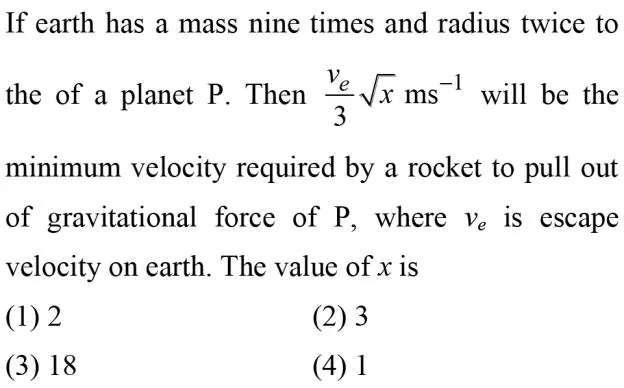 If earth has a mass nine times and radius twice to
the of a planet P. Then $\frac{v_e}{3}\sqrt{x}$ ms$^{-1}$ will be the
minimum velocity required by a rocket to pull out
of gravitational force of P, where $v_e$ is escape
velocity on earth. The value of $x$ is
(1) 2 (2) 3
(3) 18 (4) 1